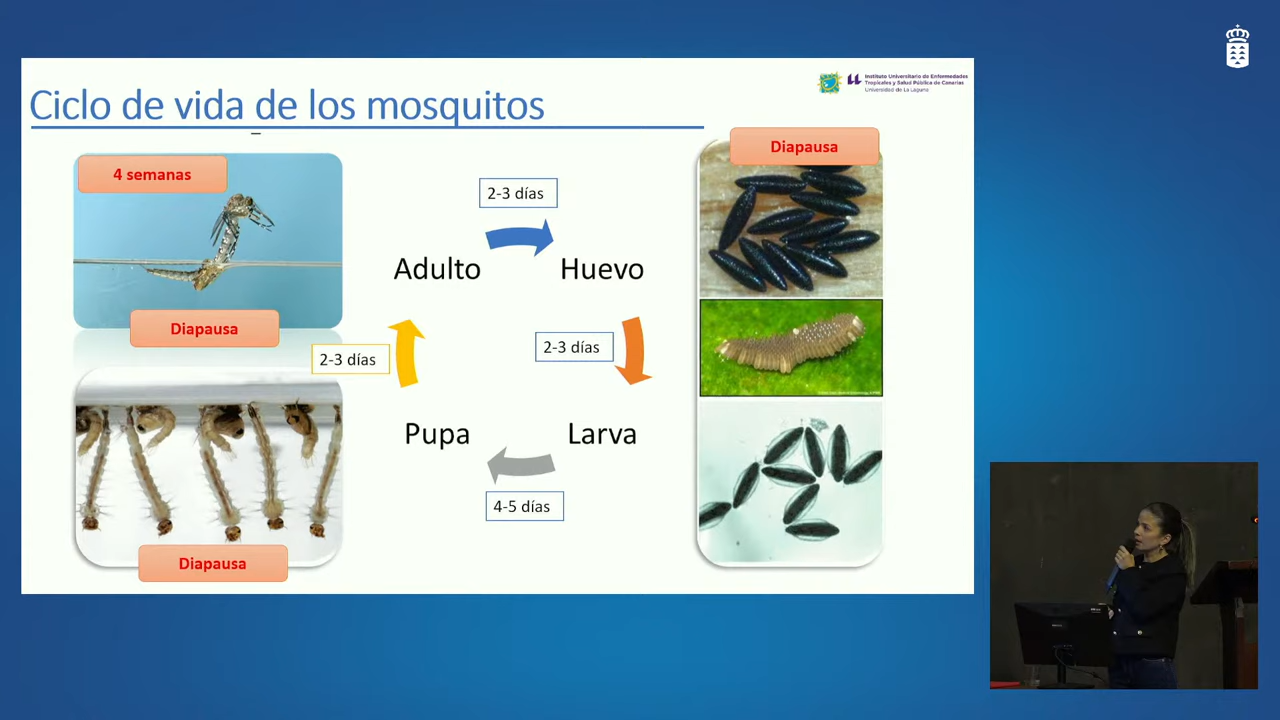 Ciclo de vida de los mosquitos
Instituto Universitario de Enfermedades
Tropicales y Salud Pública de Canarias
Universidad de La Laguna
4 semanas
Diapausa
2-3 días
Diapausa
Adulto
Huevo
2-3 días
2-3 días
Pupa
Larva
4-5 días
Diapausa